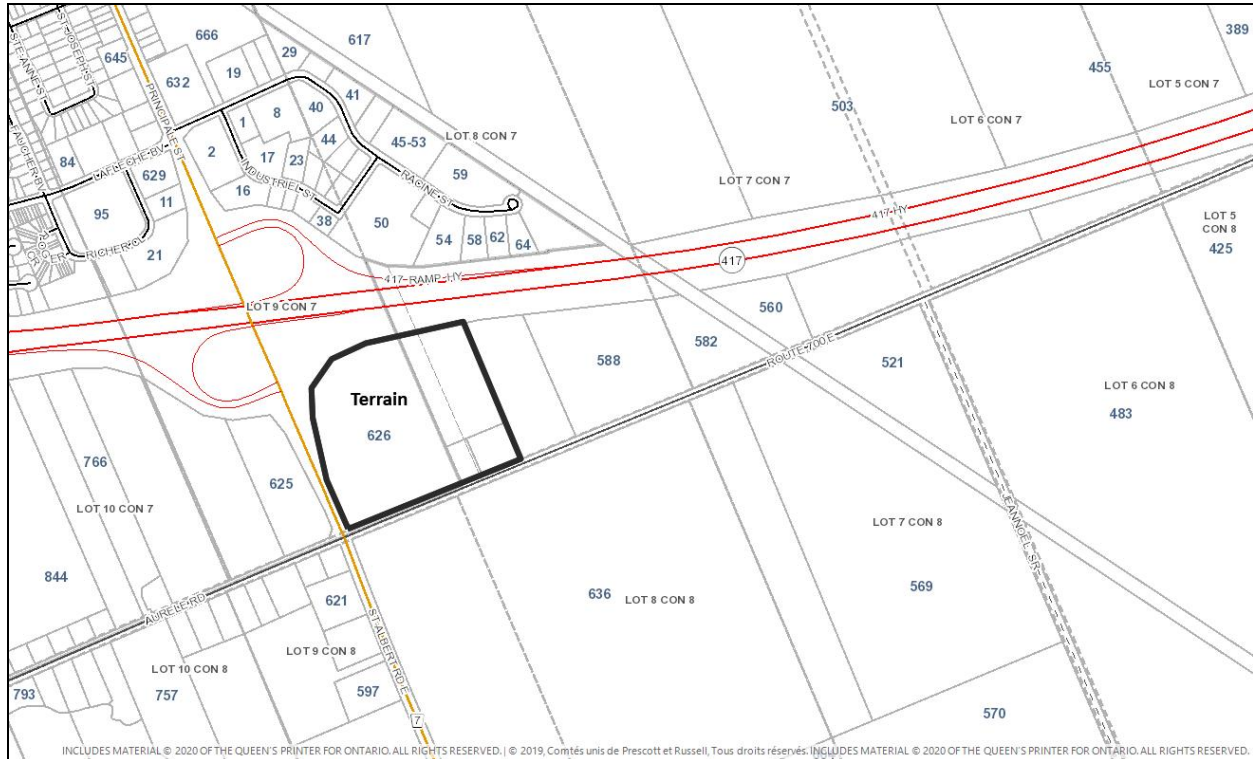 STE-ANNE ST
ST-JOSEPH ST
645
666
632
19
29
617
389
455
LOT 5 CON 7
503
LOT 6 CON 7
PRINCIPALE ST
1
8
40
41
44
45-53
LOT 8 CON 7
84
LAFLECHE BV
2
17
23
59
629
INDUSTRIEL ST
RACINE ST
LOT 7 CON 7
95
11
16
38
50
54
58
62
64
417 HY
LOT 5
CON 8
425
RICHER CL
21
417 RAMP HY
417
LOT 9 CON 7
560
582
588
ROUTE 700 E
521
LOT 6 CON 8
483
Terrain
626
766
625
LOT 10 CON 7
LOT 7 CON 8
844
AURELE RD
621
636
LOT 8 CON 8
569
ST ALBERT RD E
LOT 9 CON 8
LOT 10 CON 8
793
757
597
7
570
INCLUDES MATERIAL © 2020 OF THE QUEEN'S PRINTER FOR ONTARIO. ALL RIGHTS RESERVED. | © 2019, Comtés unis de Prescott et Russell, Tous droits réservés. INCLUDES MATERIAL © 2020 OF THE QUEEN'S PRINTER FOR ONTARIO. ALL RIGHTS RESERVED.